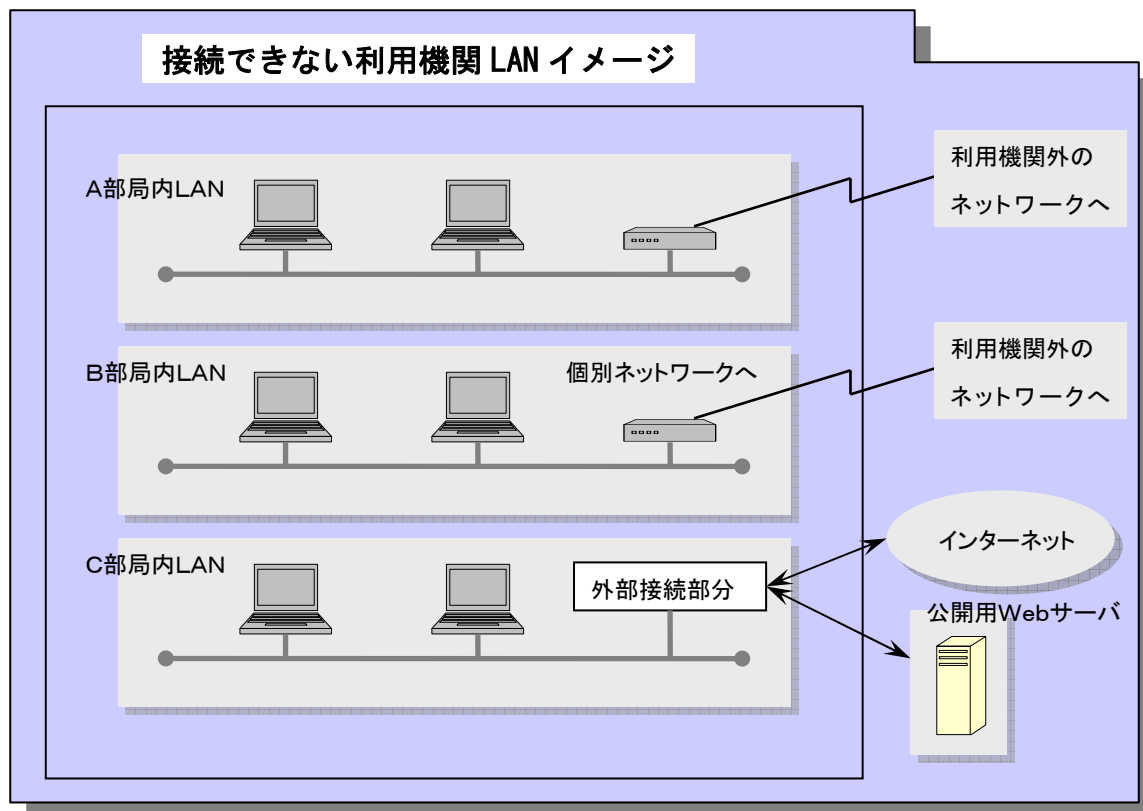 接続できない利用機関 LAN イメージ
A部局内LAN
利用機関外の
ネットワークへ
B部局内LAN
個別ネットワークへ
利用機関外の
ネットワークへ
C部局内LAN
外部接続部分
インターネット
公開用Webサーバ